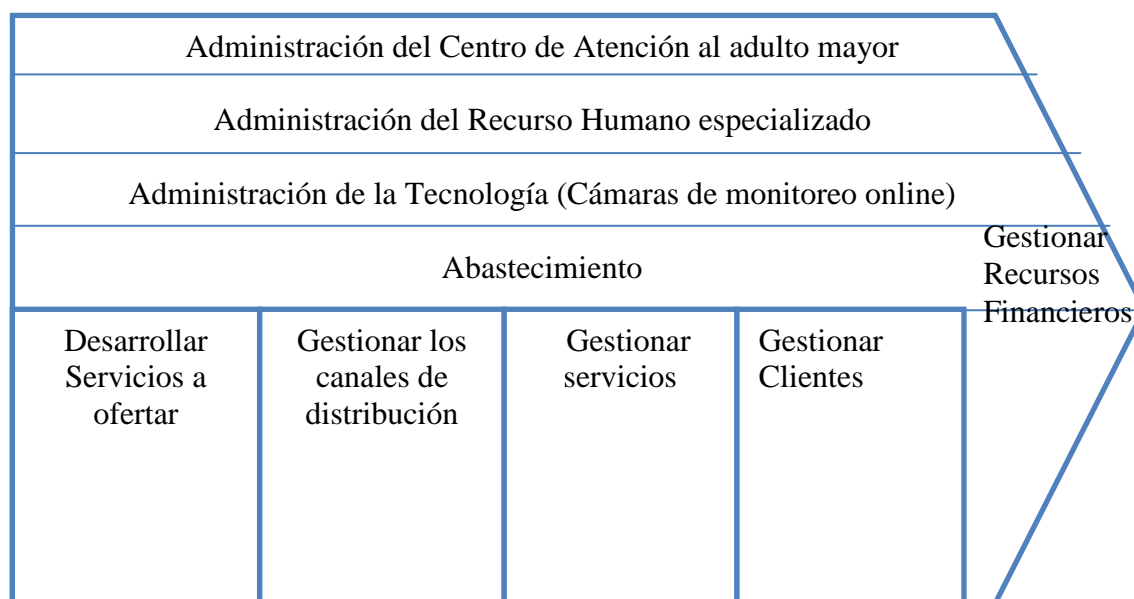 Administración del Centro de Atención al adulto mayor
Administración del Recurso Humano especializado
Administración de la Tecnología (Cámaras de monitoreo online)
Abastecimiento
Gestionar
Recursos
Financieros
Desarrollar
Servicios a
ofertar
Gestionar los
canales de
distribución
Gestionar
servicios
Gestionar
Clientes